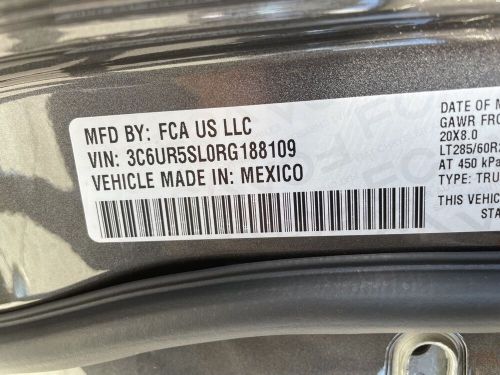 MFD BY: FCA US LLC
VIN: 3C6UR5SL0RG188109
VEHICLE MADE IN: MEXICO
DATE OF M
GAWR FRO
20X8.0
LT285/60R2
AT 450 kPa
TYPE: TRU
THIS VEHIC
STA